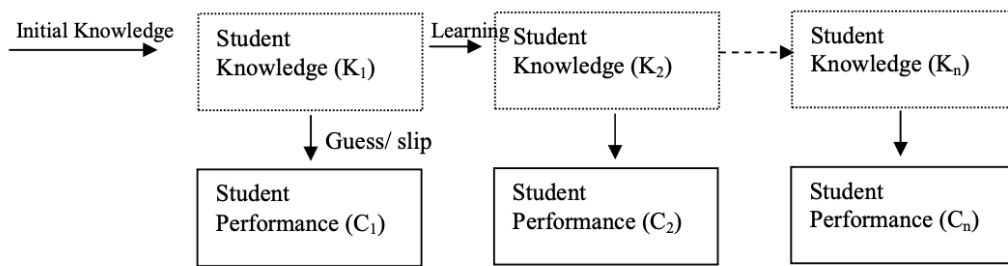 Initial Knowledge
Student
Knowledge (K₁)
Learning
Student
Knowledge (K₂)
Student
Knowledge (Kₙ)
Guess/ slip
Student
Performance (C₁)
Student
Performance (C₂)
Student
Performance (Cₙ)